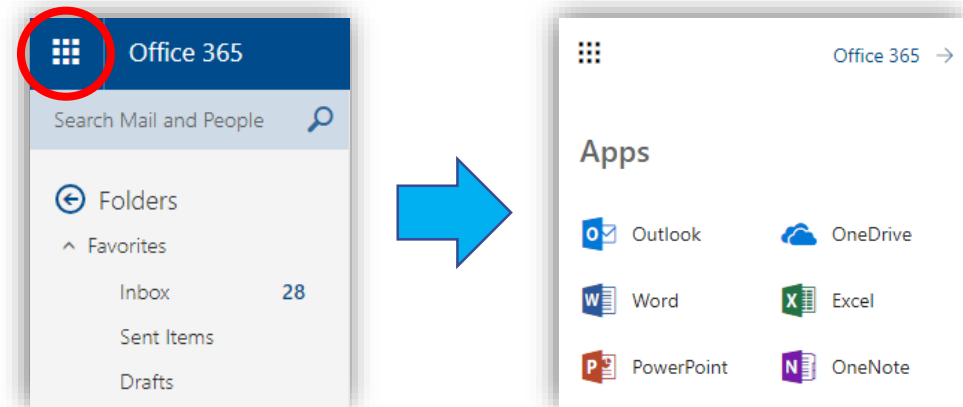 Office 365
Search Mail and People
Folders
Favorites
Inbox 28
Sent Items
Drafts
Office 365 →
Apps
Outlook OneDrive
Word Excel
PowerPoint OneNote